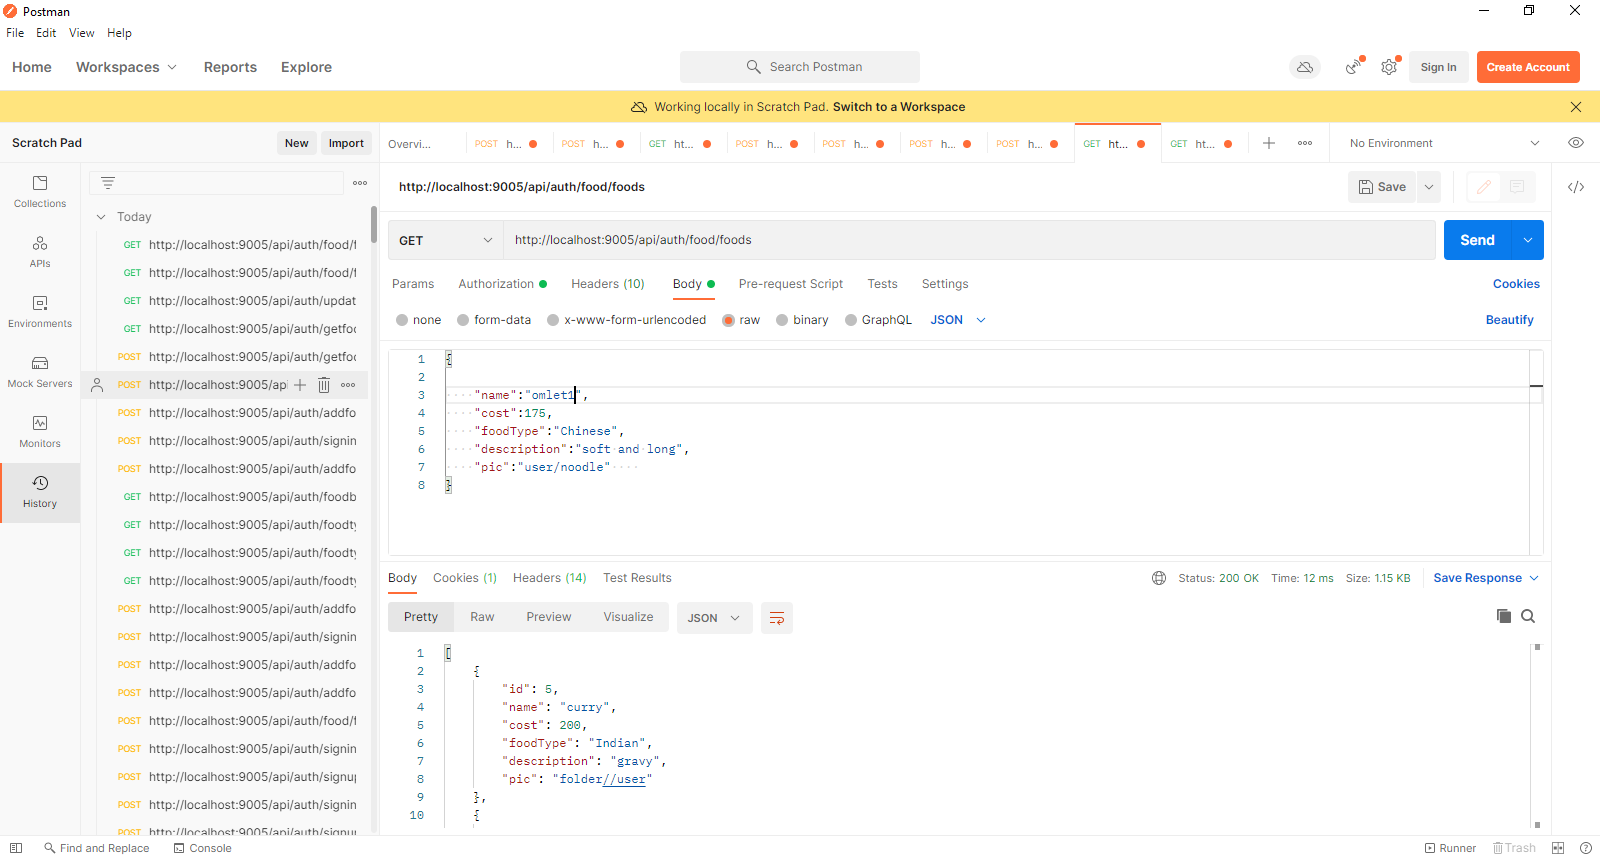 Postman
File Edit View Help
Home Workspaces Reports Explore Search Postman Sign In Create Account
Working locally in Scratch Pad. Switch to a Workspace
Scratch Pad New Import
Overvi... POST h... POST h... GET ht... POST h... POST h... POST h... POST h... GET ht... GET ht... No Environment
Collections
APIs
Environments
Mock Servers
Monitors
History
Today
GET http://localhost:9005/api/auth/food/f
GET http://localhost:9005/api/auth/food/f
GET http://localhost:9005/api/auth/updat
GET http://localhost:9005/api/auth/getfoo
POST http://localhost:9005/api/auth/getfoo
POST http://localhost:9005/api
POST http://localhost:9005/api/auth/addfo
POST http://localhost:9005/api/auth/signin
POST http://localhost:9005/api/auth/addfo
GET http://localhost:9005/api/auth/foodb
GET http://localhost:9005/api/auth/foodty
GET http://localhost:9005/api/auth/foodty
GET http://localhost:9005/api/auth/foodty
POST http://localhost:9005/api/auth/addfo
POST http://localhost:9005/api/auth/signin
POST http://localhost:9005/api/auth/addfo
POST http://localhost:9005/api/auth/addfo
POST http://localhost:9005/api/auth/food/f
POST http://localhost:9005/api/auth/signin
POST http://localhost:9005/api/auth/signup
POST http://localhost:9005/api/auth/signin
POST http://localhost:9005/api/auth/signup
http://localhost:9005/api/auth/food/foods
Save
GET http://localhost:9005/api/auth/food/foods Send
Params Authorization Headers (10) Body Pre-request Script Tests Settings Cookies
none form-data x-www-form-urlencoded raw binary GraphQL JSON Beautify
1 {
2
3 "name":"omlet1",
4 "cost":175,
5 "foodType":"Chinese",
6 "description":"soft and long",
7 "pic":"user/noodle"
8 }
Body Cookies (1) Headers (14) Test Results Status: 200 OK Time: 12 ms Size: 1.15 KB Save Response
Pretty Raw Preview Visualize JSON
1 [
2 {
3 "id": 5,
4 "name": "curry",
5 "cost": 200,
6 "foodType": "Indian",
7 "description": "gravy",
8 "pic": "folder//user"
9 },
10 {
Find and Replace Console Runner Trash